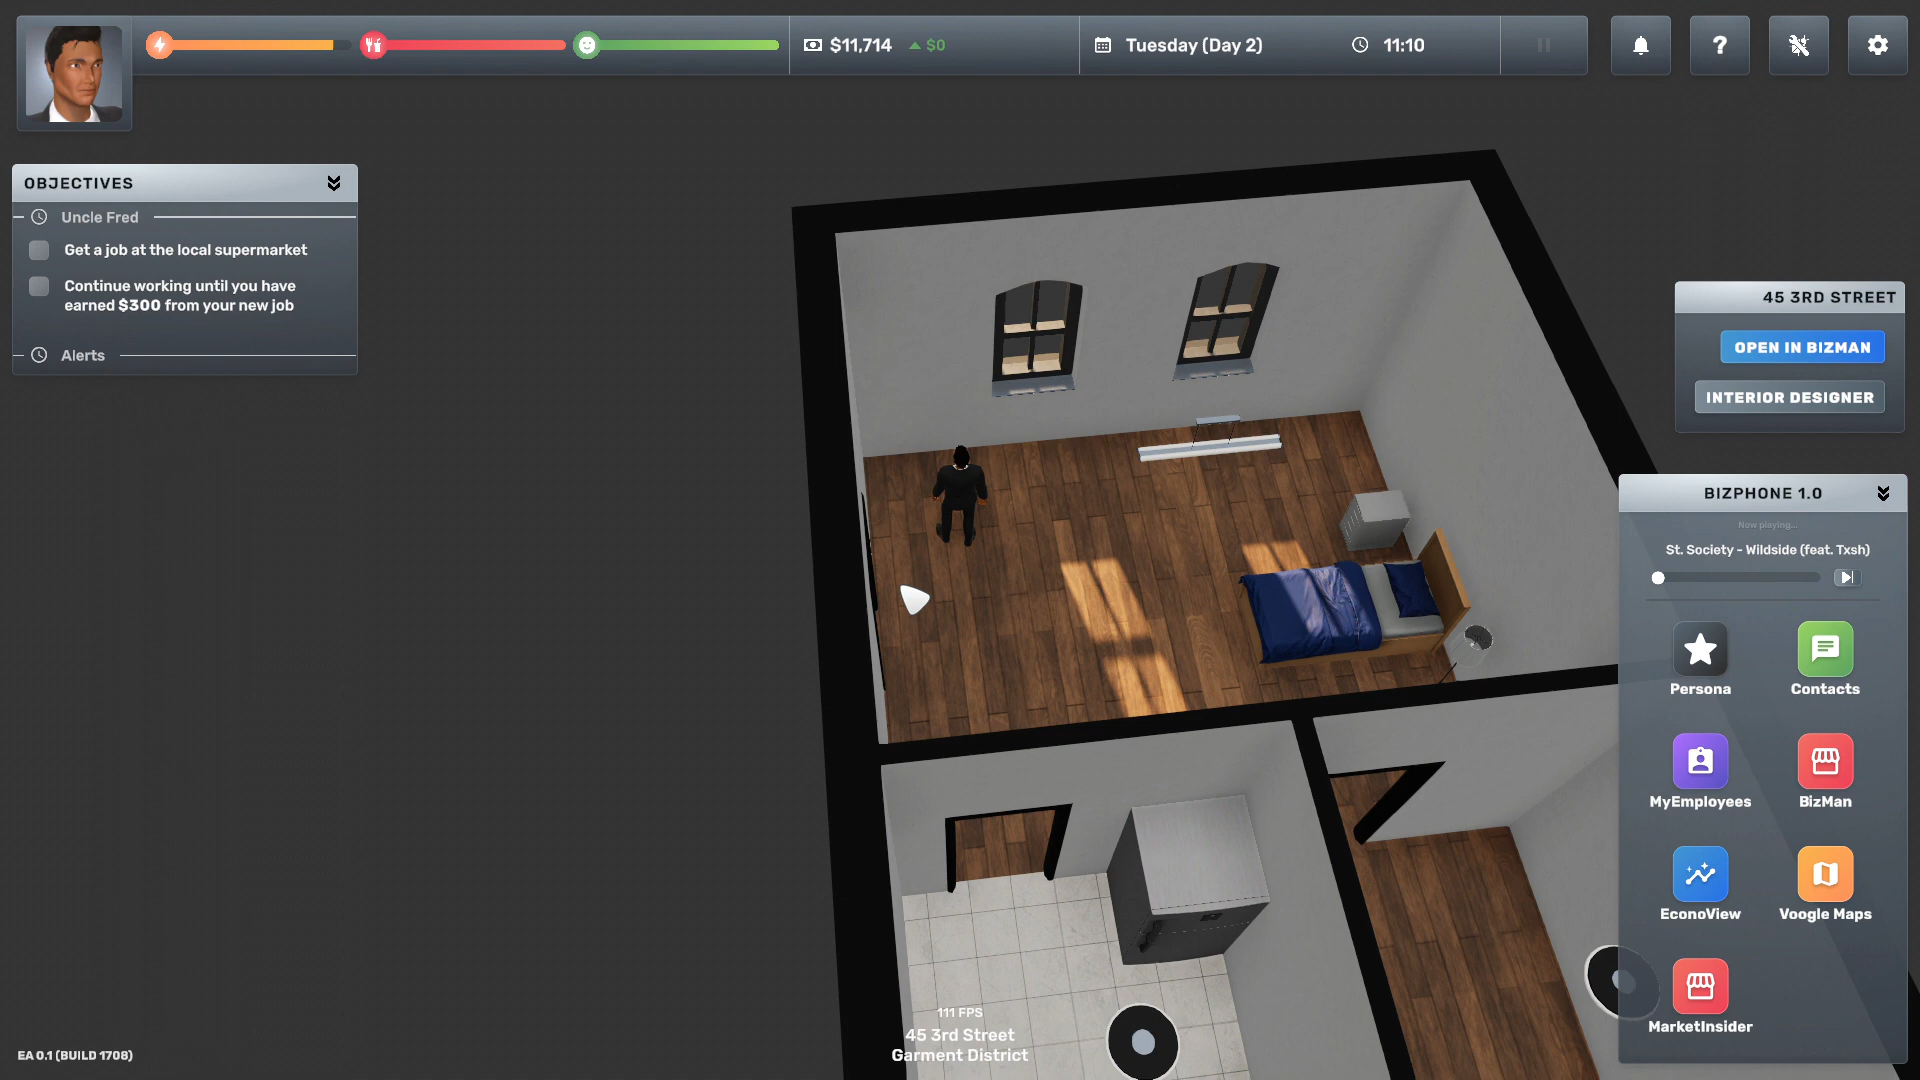 $11,714
$0
Tuesday (Day 2)
11:10
?
OBJECTIVES
Uncle Fred
Get a job at the local supermarket
Continue working until you have
earned $300 from your new job
Alerts
45 3RD STREET
OPEN IN BIZMAN
INTERIOR DESIGNER
BIZPHONE 1.0
Now playing...
St. Society - Wildside (feat. Txsh)
Persona
Contacts
MyEmployees
BizMan
EconoView
Voogle Maps
MarketInsider
111 FPS
45 3rd Street
Garment District
EA 0.1 (BUILD 1708)